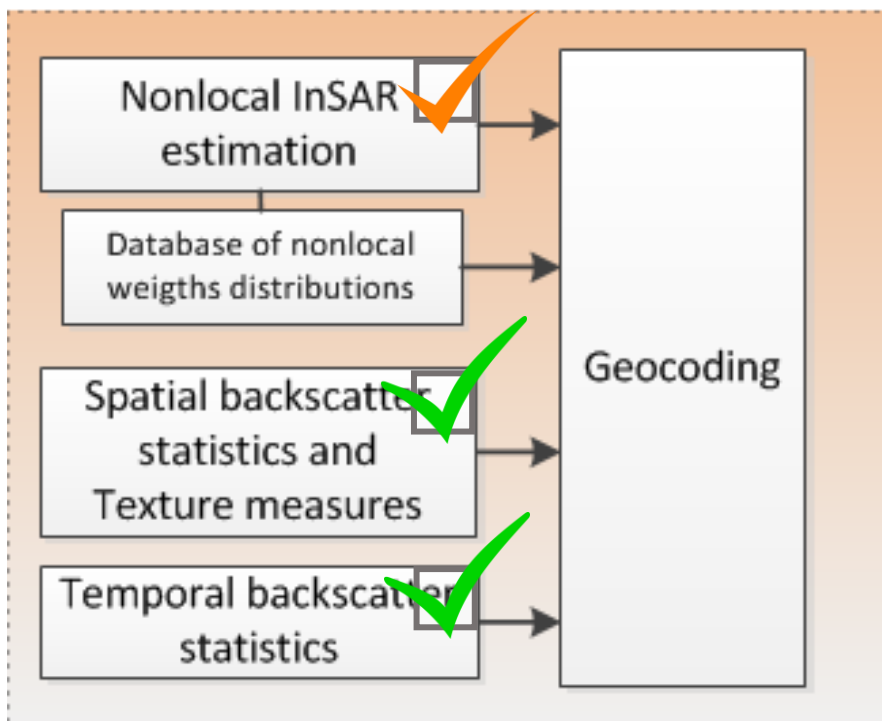 Nonlocal InSAR
estimation
Database of nonlocal
weigths distributions
Spatial backscatter
statistics and
Texture measures
Temporal backscatter
statistics
Geocoding